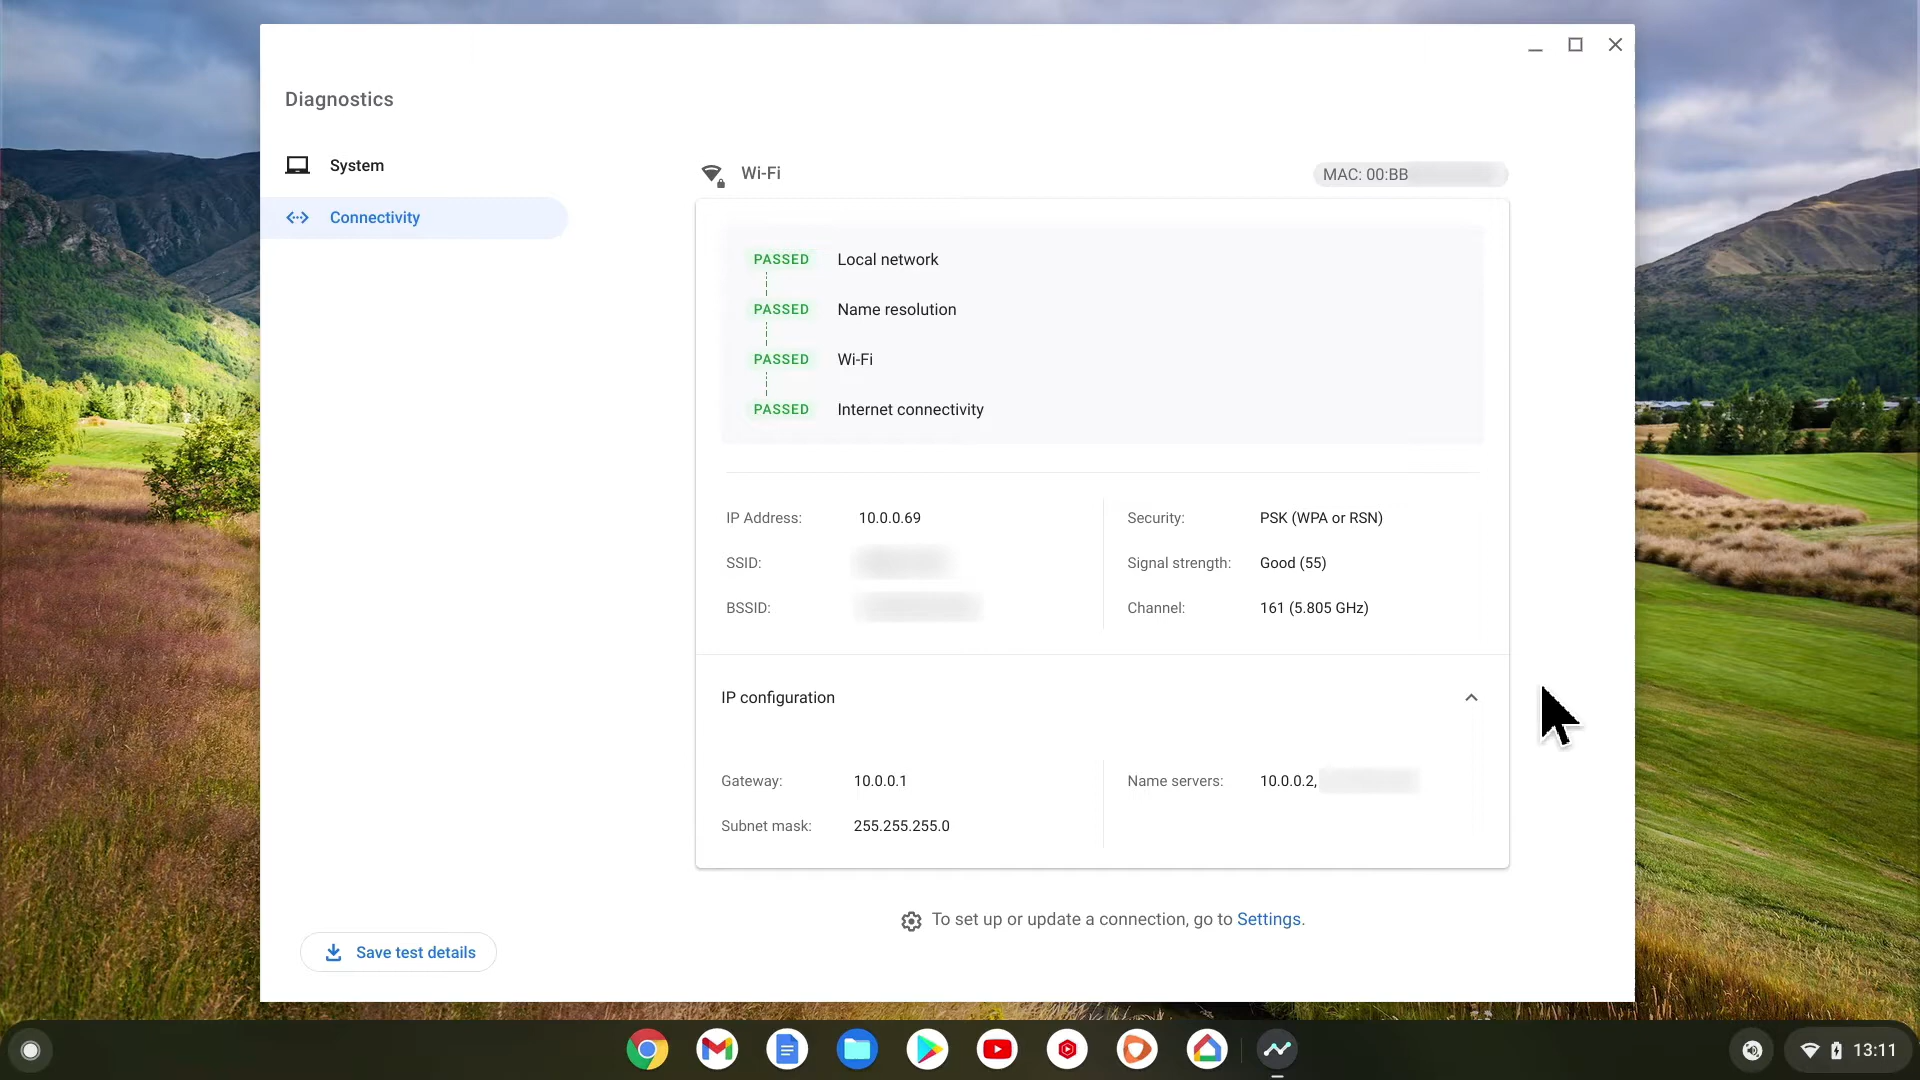 Diagnostics
System
Connectivity
Wi-Fi
MAC: 00:BB
PASSED Local network
PASSED Name resolution
PASSED Wi-Fi
PASSED Internet connectivity
IP Address: 10.0.0.69
SSID:
BSSID:
Security: PSK (WPA or RSN)
Signal strength: Good (55)
Channel: 161 (5.805 GHz)
IP configuration
Gateway: 10.0.0.1
Subnet mask: 255.255.255.0
Name servers: 10.0.0.2,
To set up or update a connection, go to Settings.
Save test details
13:11